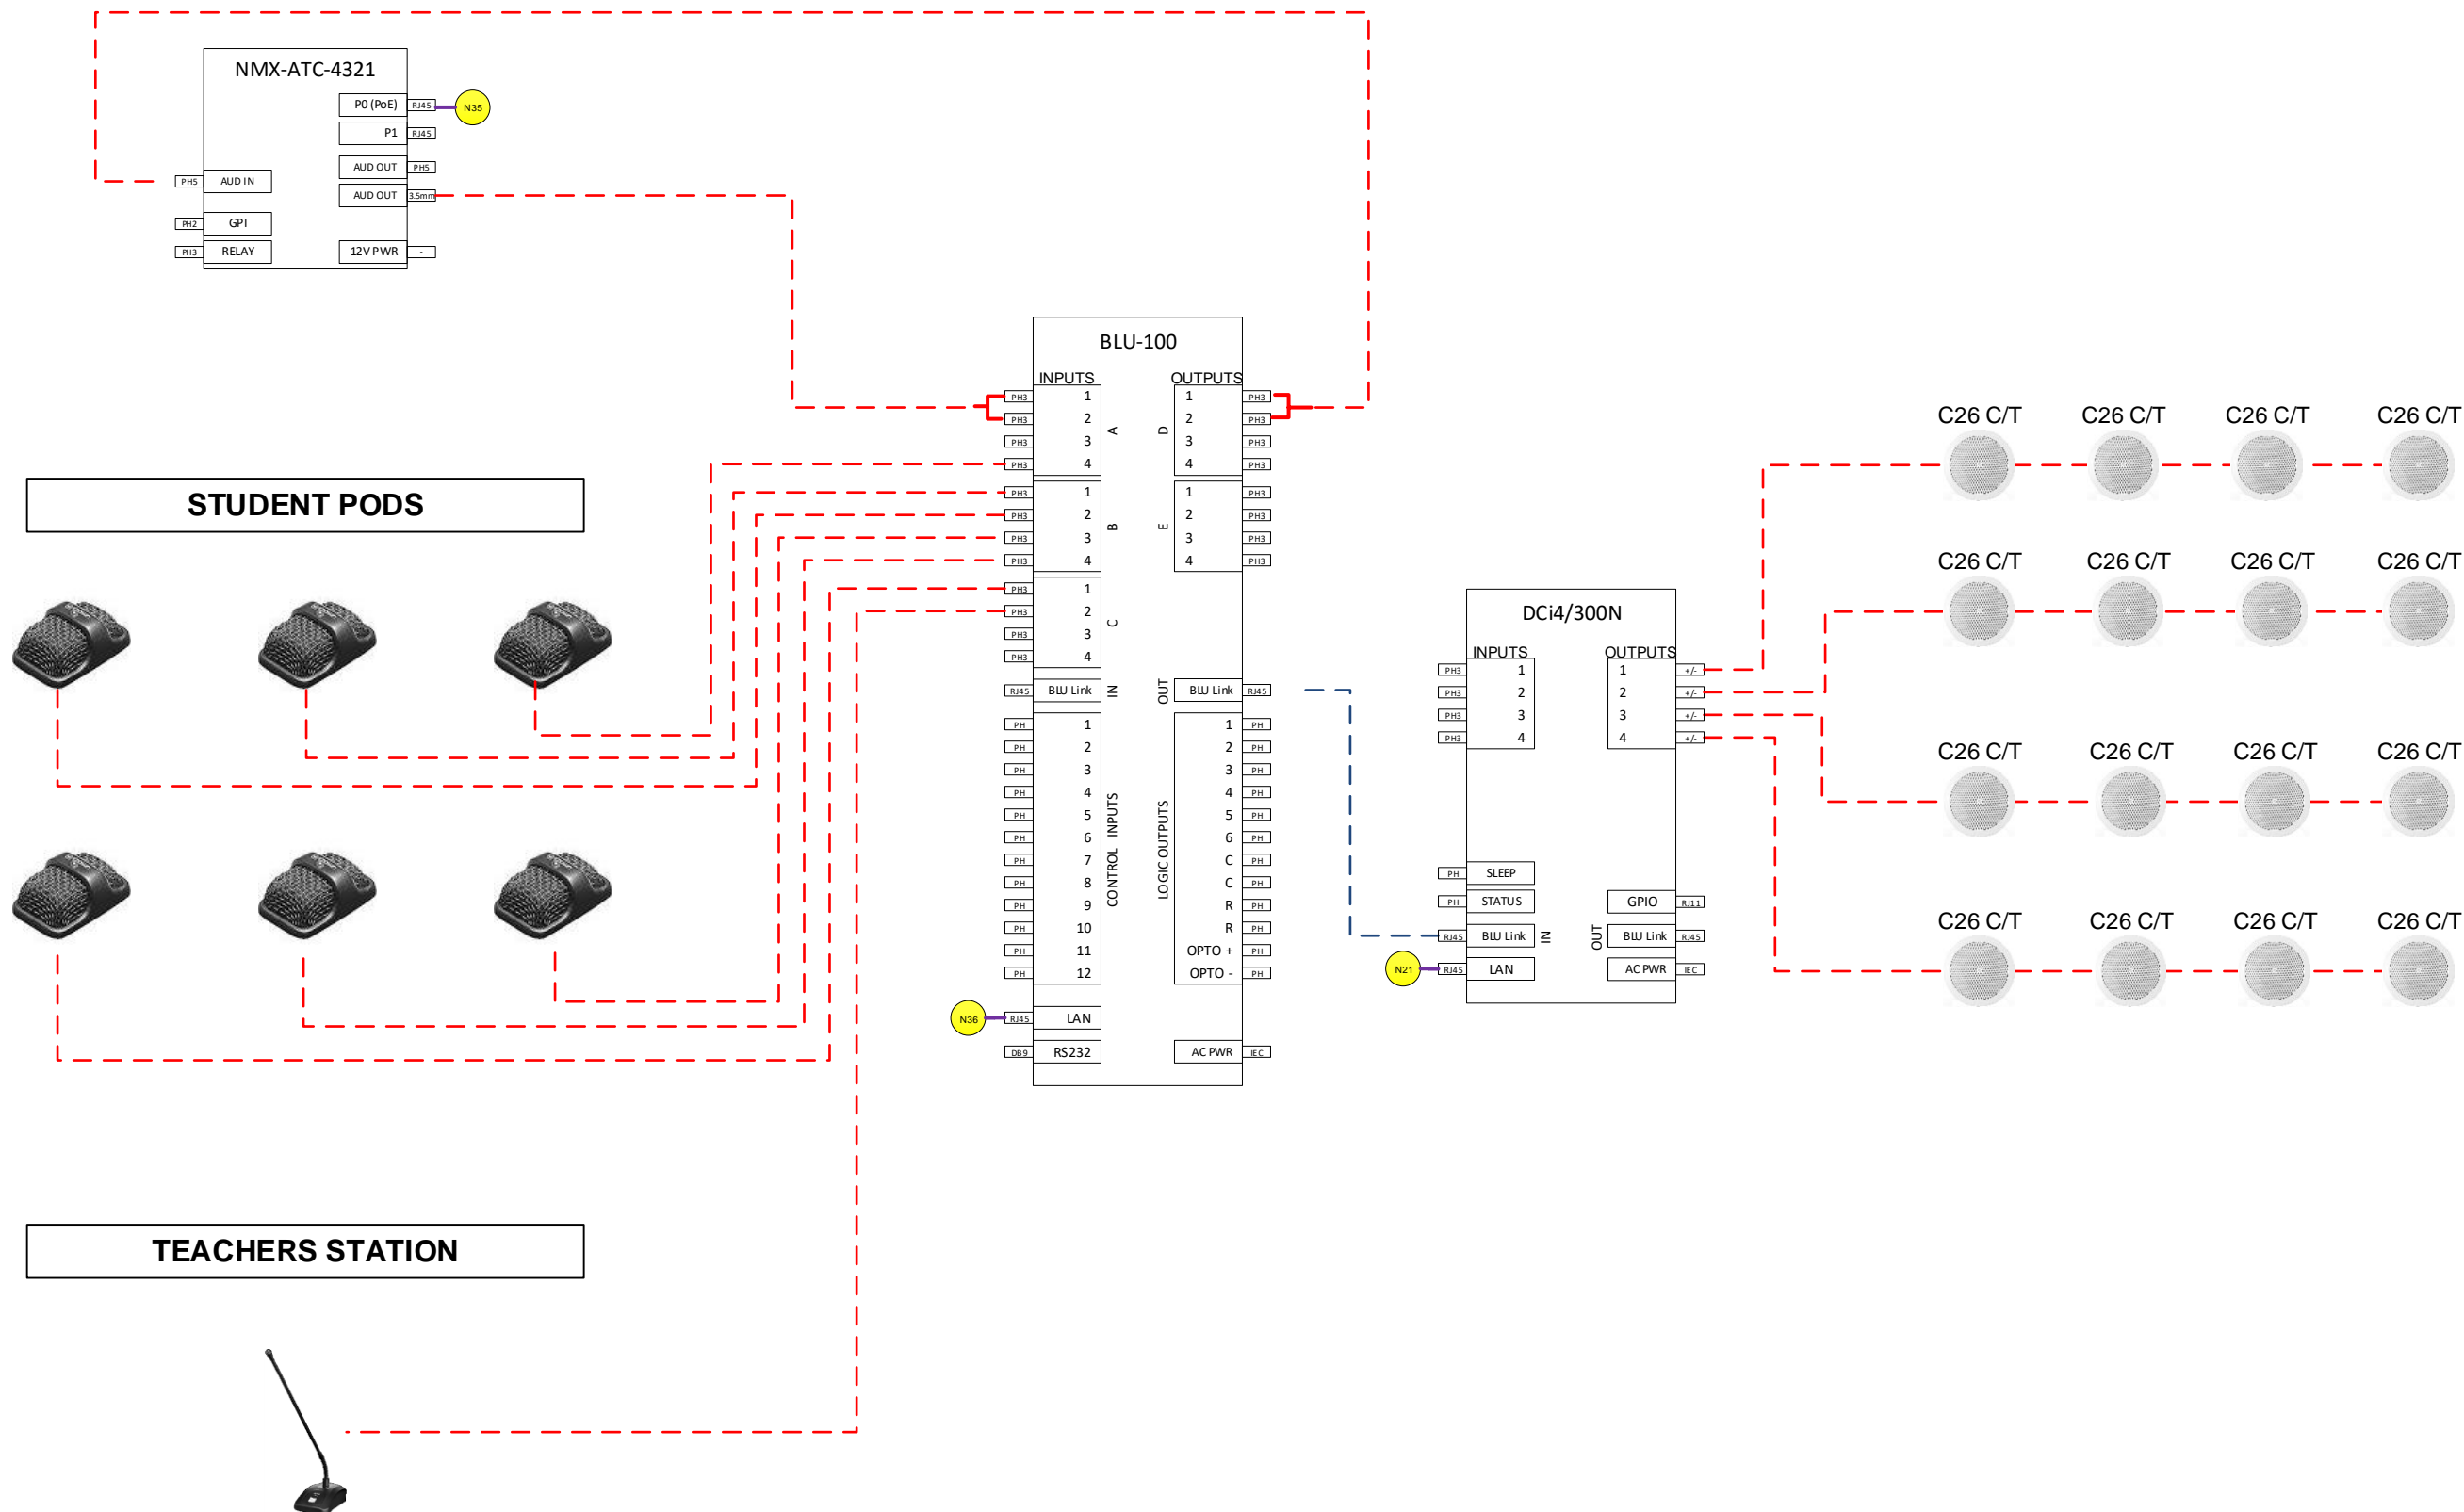 NMX-ATC-4321
P0 (PoE) RJ45 N35
P1 RJ45
AUD OUT PH5
PH5 AUD IN
AUD OUT 3.5mm
PH2 GPI
PH3 RELAY
12V PWR -
BLU-100
INPUTS OUTPUTS
PH3 1 1 PH3
PH3 2 2 PH3
A D
PH3 3 3 PH3
PH3 4 4 PH3
PH3 1 1 PH3
PH3 2 2 PH3
B E
PH3 3 3 PH3
PH3 4 4 PH3
PH3 1
PH3 2
C
PH3 3
PH3 4
RJ45 BLU Link IN OUT BLU Link RJ45
CONTROL INPUTS
LOGIC OUTPUTS
PH 1 1 PH
PH 2 2 PH
PH 3 3 PH
PH 4 4 PH
PH 5 5 PH
PH 6 6 PH
PH 7 C PH
PH 8 C PH
PH 9 R PH
PH 10 R PH
PH 11 OPTO + PH
PH 12 OPTO - PH
N36 RJ45 LAN
DB9 RS232 AC PWR IEC
STUDENT PODS
TEACHERS STATION
DCi4/300N
INPUTS OUTPUTS
PH3 1 1 +/-
PH3 2 2 +/-
PH3 3 3 +/-
PH3 4 4 +/-
PH SLEEP
PH STATUS GPIO RJ11
RJ45 BLU Link IN OUT BLU Link RJ45
N21 RJ45 LAN AC PWR IEC
C26 C/T C26 C/T C26 C/T C26 C/T
C26 C/T C26 C/T C26 C/T C26 C/T
C26 C/T C26 C/T C26 C/T C26 C/T
C26 C/T C26 C/T C26 C/T C26 C/T